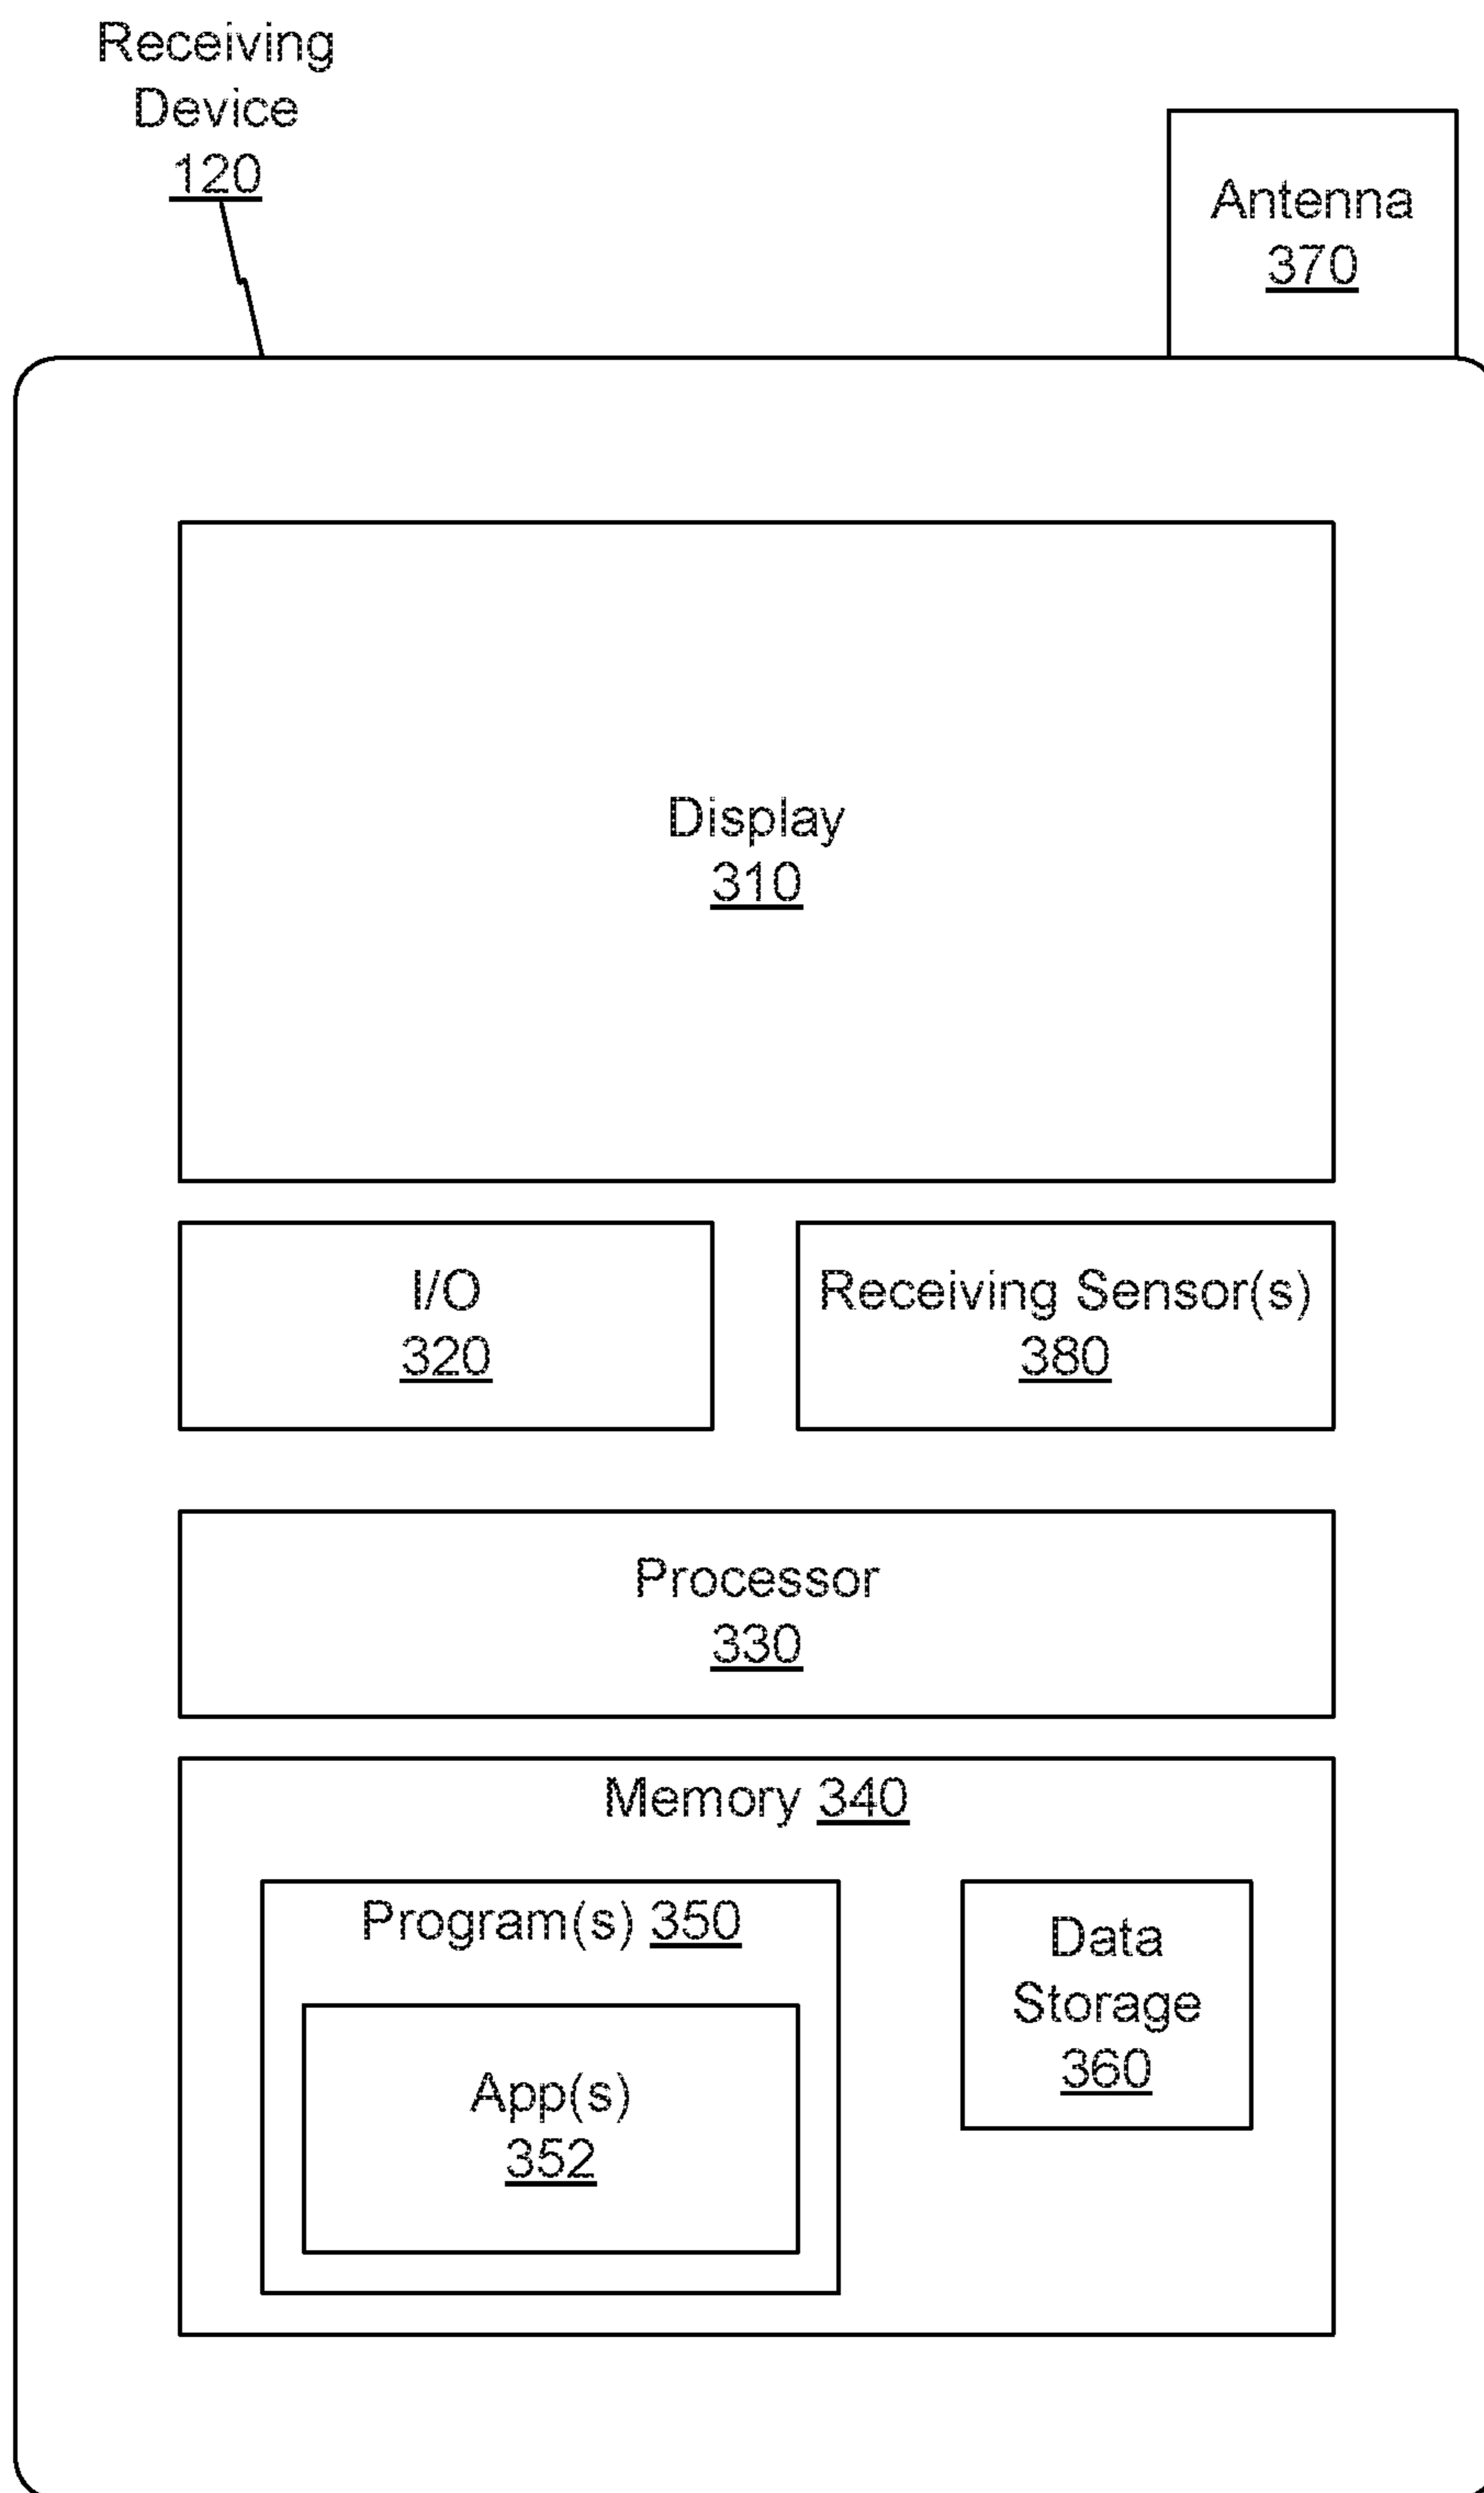 Receiving
Device
120
Antenna
370
Display
310
I/O
320
Receiving Sensor(s)
380
Processor
330
Memory 340
Program(s) 350
App(s)
352
Data
Storage
360